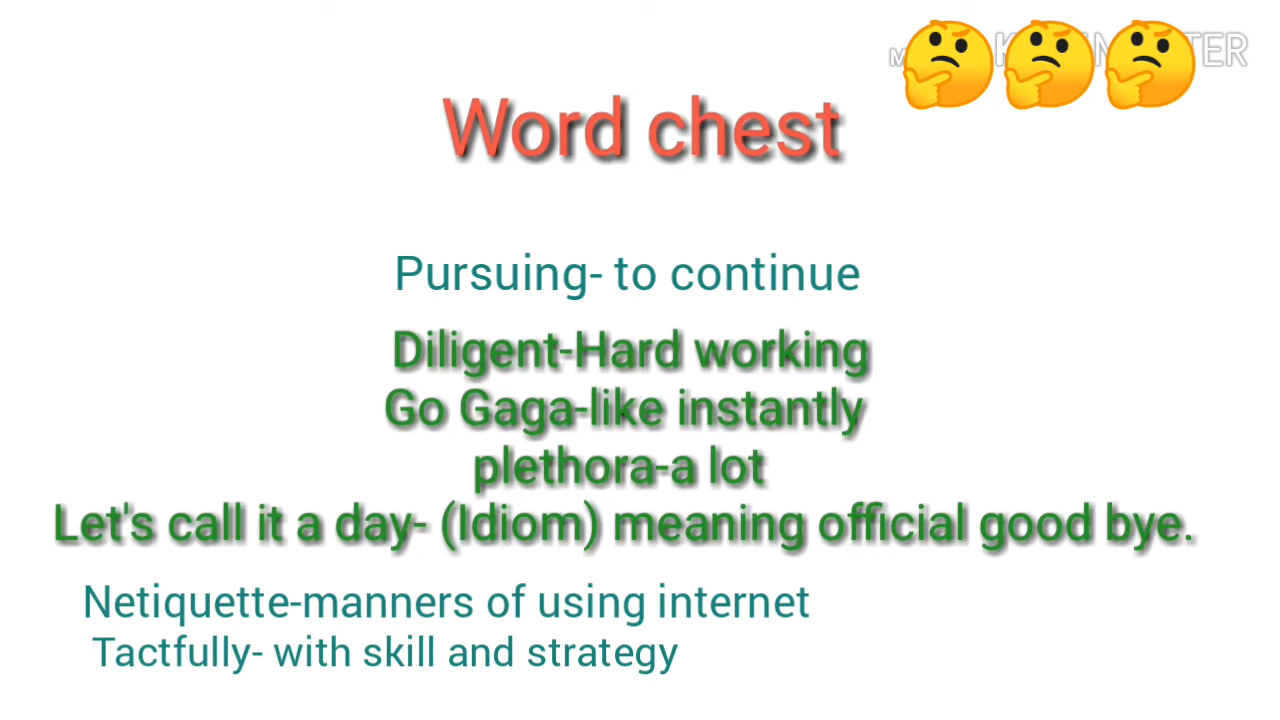 Word chest
Pursuing- to continue
Diligent-Hard working
Go Gaga-like instantly
plethora-a lot
Let's call it a day- (Idiom) meaning official good bye.
Netiquette-manners of using internet
Tactfully- with skill and strategy